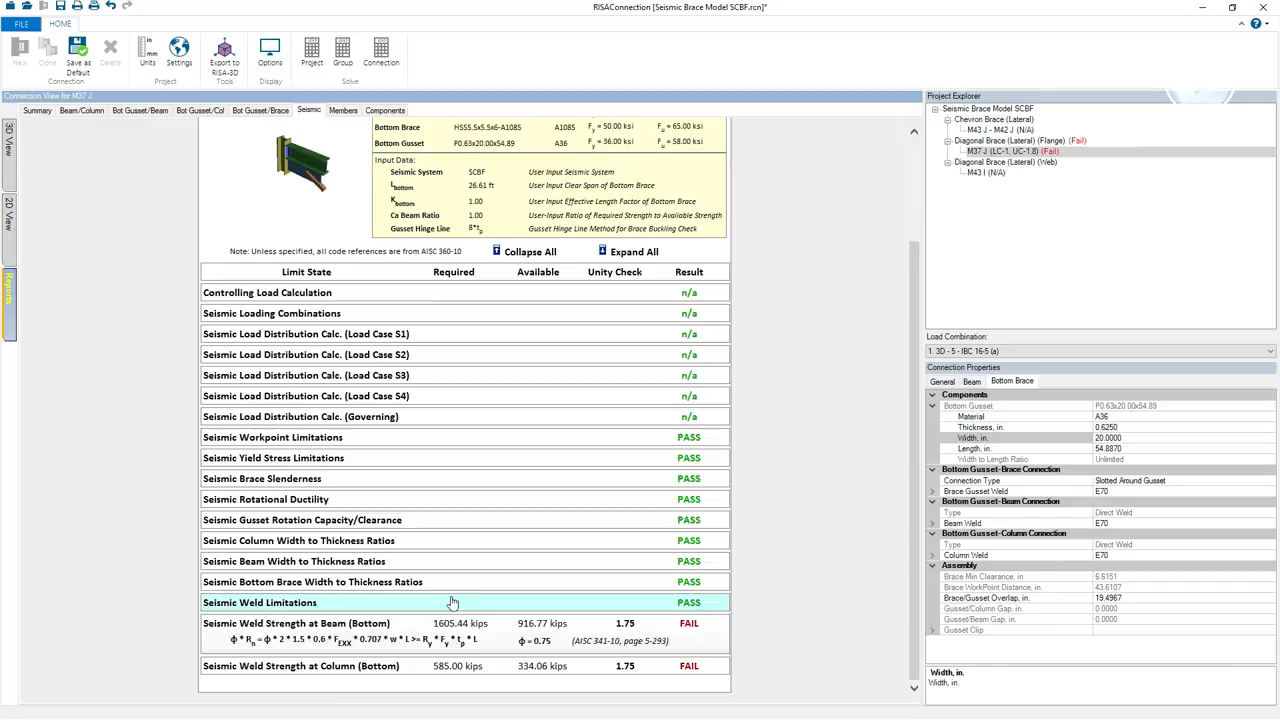 RISAConnection [Seismic Brace Model SCBF.rcn]*
FILE HOME
New Clone Save as Default Delete Units Settings Export to RISA-3D Options Project Group Connection
Connection Project Tools Display Solve
Connection View for M37 J
Summary Beam/Column Bot Gusset/Beam Bot Gusset/Col Bot Gusset/Brace Seismic Members Components
3D View
2D View
Reports
Bottom Brace HSS5.5x5.5x6-A1085 A1085 Fy = 50.00 ksi Fu = 65.00 ksi
Bottom Gusset P0.63x20.00x54.89 A36 Fy = 36.00 ksi Fu = 58.00 ksi
Input Data:
Seismic System SCBF User Input Seismic System
Lbottom 26.61 ft User Input Clear Span of Bottom Brace
Kbottom 1.00 User Input Effective Length Factor of Bottom Brace
Ca Beam Ratio 1.00 User-Input Ratio of Required Strength to Available Strength
Gusset Hinge Line 8*tp Gusset Hinge Line Method for Brace Buckling Check
Note: Unless specified, all code references are from AISC 360-10 Collapse All Expand All
Limit State Required Available Unity Check Result
Controlling Load Calculation n/a
Seismic Loading Combinations n/a
Seismic Load Distribution Calc. (Load Case S1) n/a
Seismic Load Distribution Calc. (Load Case S2) n/a
Seismic Load Distribution Calc. (Load Case S3) n/a
Seismic Load Distribution Calc. (Load Case S4) n/a
Seismic Load Distribution Calc. (Governing) n/a
Seismic Workpoint Limitations PASS
Seismic Yield Stress Limitations PASS
Seismic Brace Slenderness PASS
Seismic Rotational Ductility PASS
Seismic Gusset Rotation Capacity/Clearance PASS
Seismic Column Width to Thickness Ratios PASS
Seismic Beam Width to Thickness Ratios PASS
Seismic Bottom Brace Width to Thickness Ratios PASS
Seismic Weld Limitations PASS
Seismic Weld Strength at Beam (Bottom) 1605.44 kips 916.77 kips 1.75 FAIL
ϕ * Rn = ϕ * 2 * 1.5 * 0.6 * FEXX * 0.707 * w * L >= Ry * Fy * tp * L ϕ = 0.75 (AISC 341-10, page 5-293)
Seismic Weld Strength at Column (Bottom) 585.00 kips 334.06 kips 1.75 FAIL
Project Explorer
Seismic Brace Model SCBF
Chevron Brace (Lateral)
M43 J - M42 J (N/A)
Diagonal Brace (Lateral) (Flange) (Fail)
M37 J (LC-1, UC-1.8) (Fail)
Diagonal Brace (Lateral) (Web)
M43 I (N/A)
Load Combination:
1. 3D - 5 - IBC 16-5 (a)
Connection Properties
General Beam Bottom Brace
Components
Bottom Gusset P0.63x20.00x54.89
Material A36
Thickness, in. 0.6250
Width, in. 20.0000
Length, in. 54.8870
Width to Length Ratio Unlimited
Bottom Gusset-Brace Connection
Connection Type Slotted Around Gusset
Brace Gusset Weld E70
Bottom Gusset-Beam Connection
Type Direct Weld
Beam Weld E70
Bottom Gusset-Column Connection
Type Direct Weld
Column Weld E70
Assembly
Brace Min Clearance, in 6.6151
Brace WorkPoint Distance, in. 43.6107
Brace/Gusset Overlap, in. 19.4967
Gusset/Column Gap, in. 0.0000
Gusset/Beam Gap, in. 0.0000
Gusset Clip
Width, in.
Width, in.